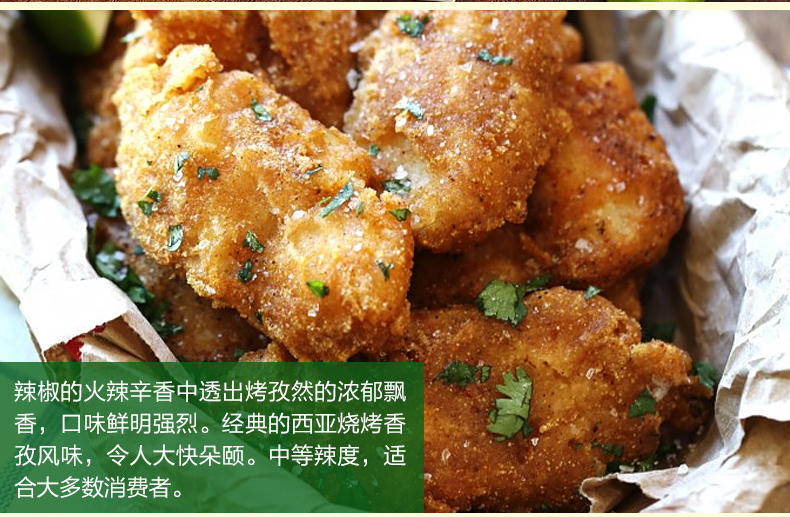 辣椒的火辣辛香中透出烤孜然的浓郁飘
香，口味鲜明强烈。经典的西亚烧烤香
孜风味，令人大快朵颐。中等辣度，适
合大多数消费者。